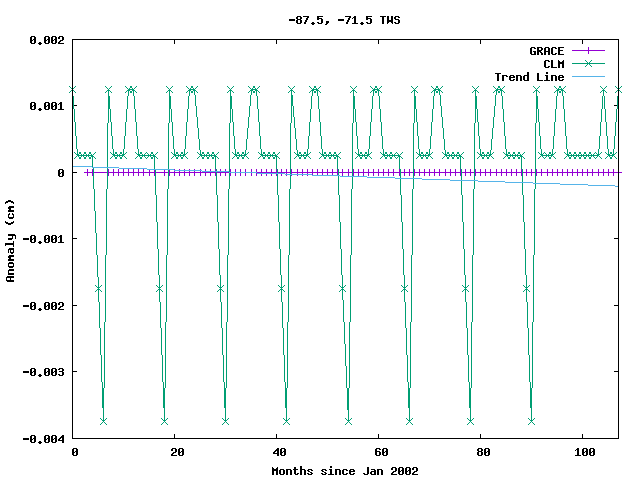 -87.5, -71.5 TWS
GRACE
CLM
Trend Line
0.002
0.001
0
-0.001
-0.002
-0.003
-0.004
Anomaly (cm)
0 20 40 60 80 100
Months since Jan 2002